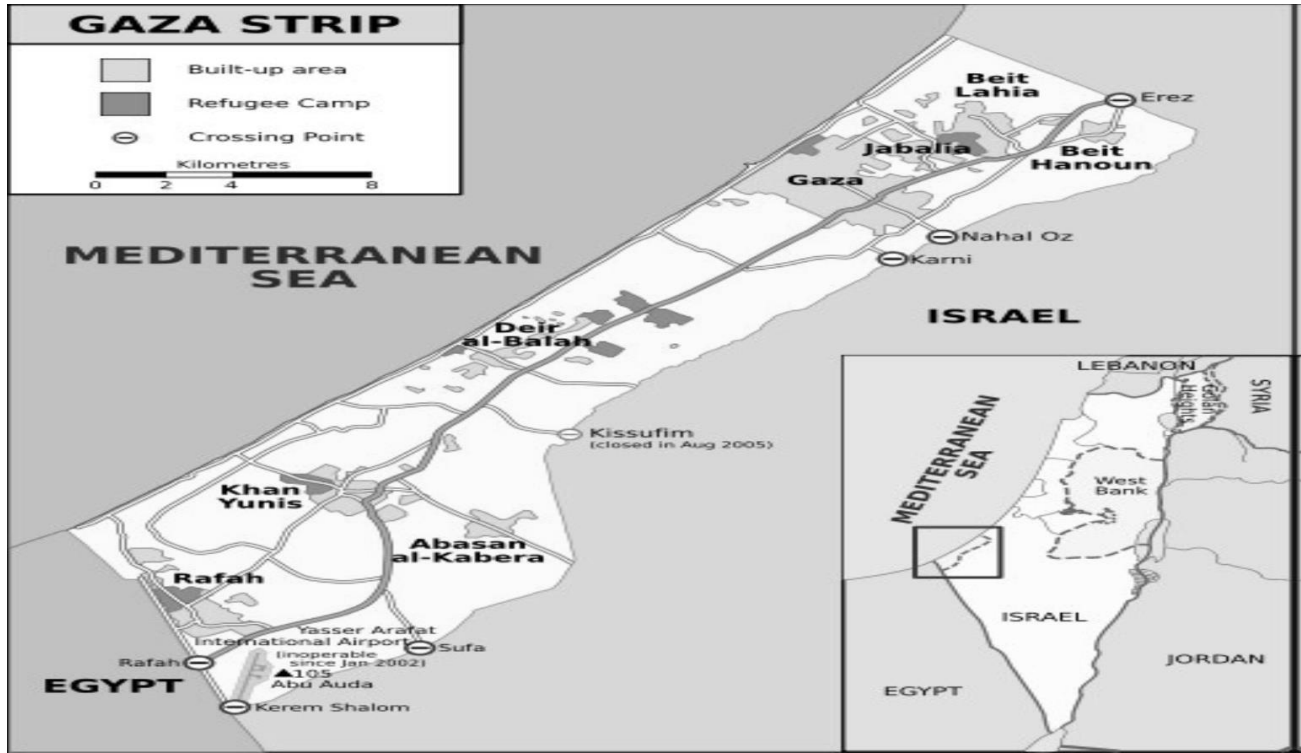 GAZA STRIP
Built-up area
Refugee Camp
Crossing Point
Kilometres
0 2 4 8
MEDITERRANEAN
SEA
Beit
Lahia
Erez
Jabalia
Beit
Hanoun
Gaza
Nahal Oz
Karni
ISRAEL
Deir
al-Balah
Kissufim
(closed in Aug 2005)
Khan
Yunis
Abasan
al-Kabera
Rafah
Yasser Arafat
International Airport
(inoperable
since Jan 2002)
Sufa
Rafah
105
Abu Auda
EGYPT
Kerem Shalom
LEBANON
Golan
Heights
SYRIA
MEDITERRANEAN
SEA
West
Bank
ISRAEL
JORDAN
EGYPT